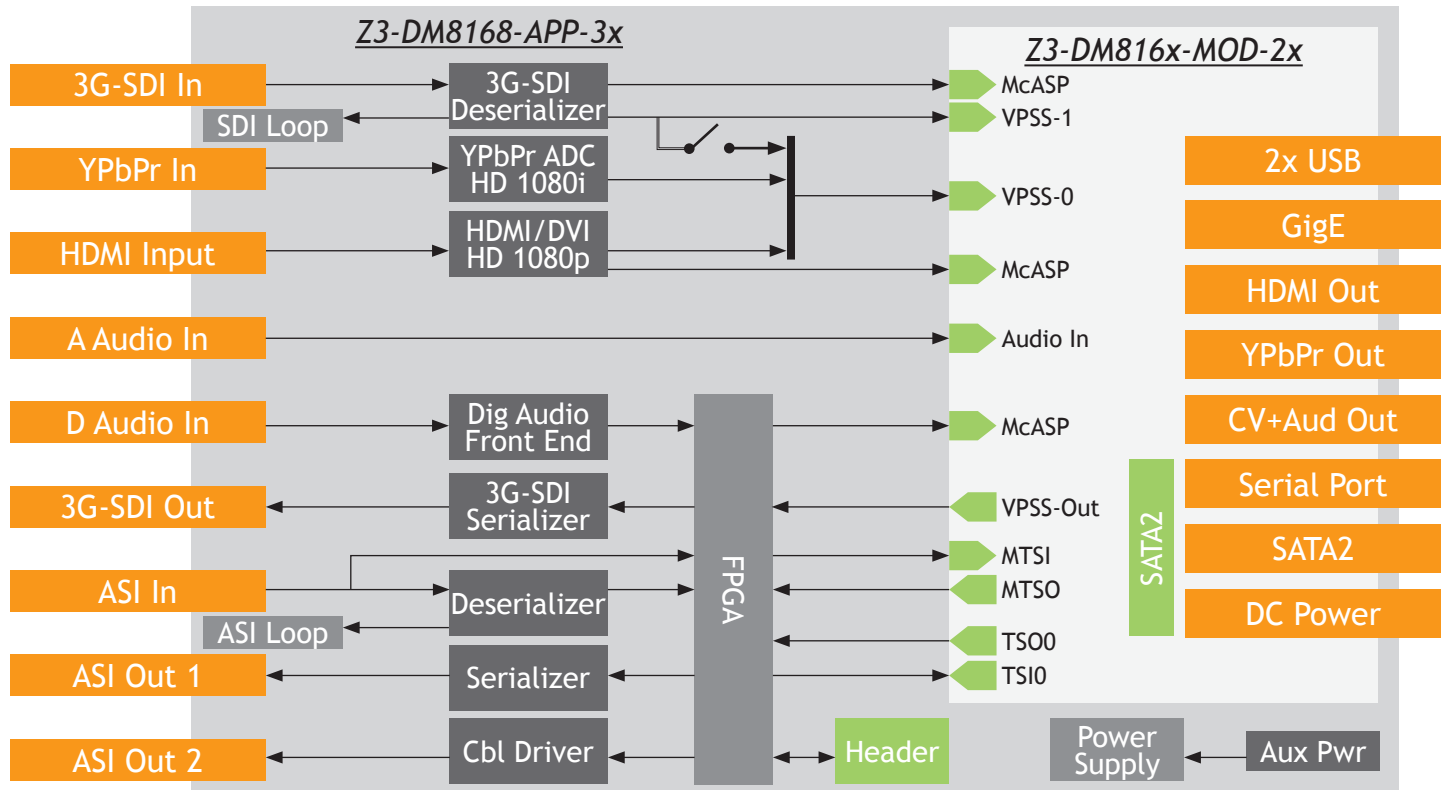 Z3-DM8168-APP-3x
Z3-DM816x-MOD-2x
3G-SDI In
SDI Loop
3G-SDI
Deserializer
McASP
VPSS-1
YPbPr In
YPbPr ADC
HD 1080i
VPSS-0
HDMI Input
HDMI/DVI
HD 1080p
McASP
A Audio In
Audio In
D Audio In
Dig Audio
Front End
McASP
3G-SDI Out
3G-SDI
Serializer
VPSS-Out
ASI In
ASI Loop
Deserializer
FPGA
MTSI
MTSO
TSO0
TSI0
ASI Out 1
Serializer
ASI Out 2
Cbl Driver
Header
2x USB
GigE
HDMI Out
YPbPr Out
CV+Aud Out
Serial Port
SATA2
SATA2
DC Power
Power
Supply
Aux Pwr